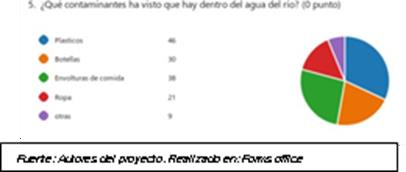 5. ¿Qué contaminantes ha visto que hay dentro del agua del río? (0 punto)
Plasticos 46
Botellas 30
Envolturas de comida 38
Ropa 21
otras 9
Fuerte: Autores del proyecto. Realizado en: Forms office